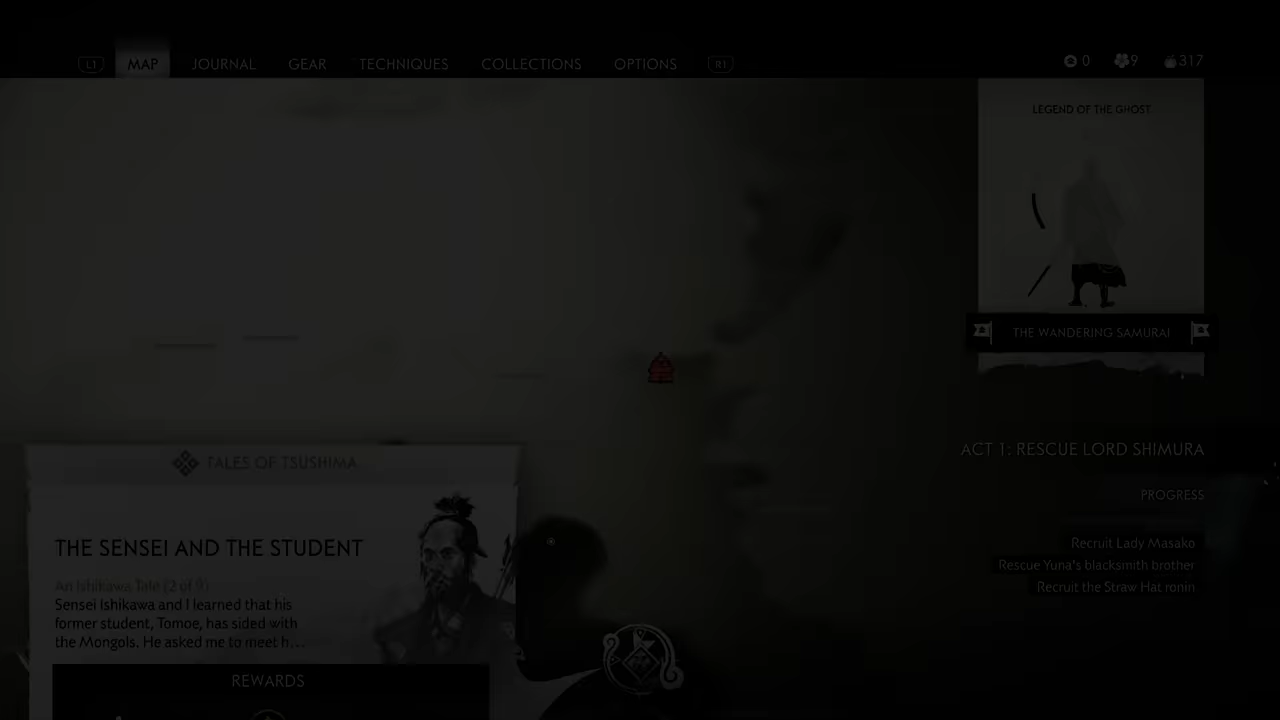 L1 MAP JOURNAL GEAR TECHNIQUES COLLECTIONS OPTIONS R1 0 9 317
LEGEND OF THE GHOST
THE WANDERING SAMURAI
ACT 1: RESCUE LORD SHIMURA
PROGRESS
Recruit Lady Masako
Rescue Yuna's blacksmith brother
Recruit the Straw Hat ronin
TALES OF TSUSHIMA
THE SENSEI AND THE STUDENT
An Ishikawa Tale (2 of 9)
Sensei Ishikawa and I learned that his
former student, Tomoe, has sided with
the Mongols. He asked me to meet h...
REWARDS